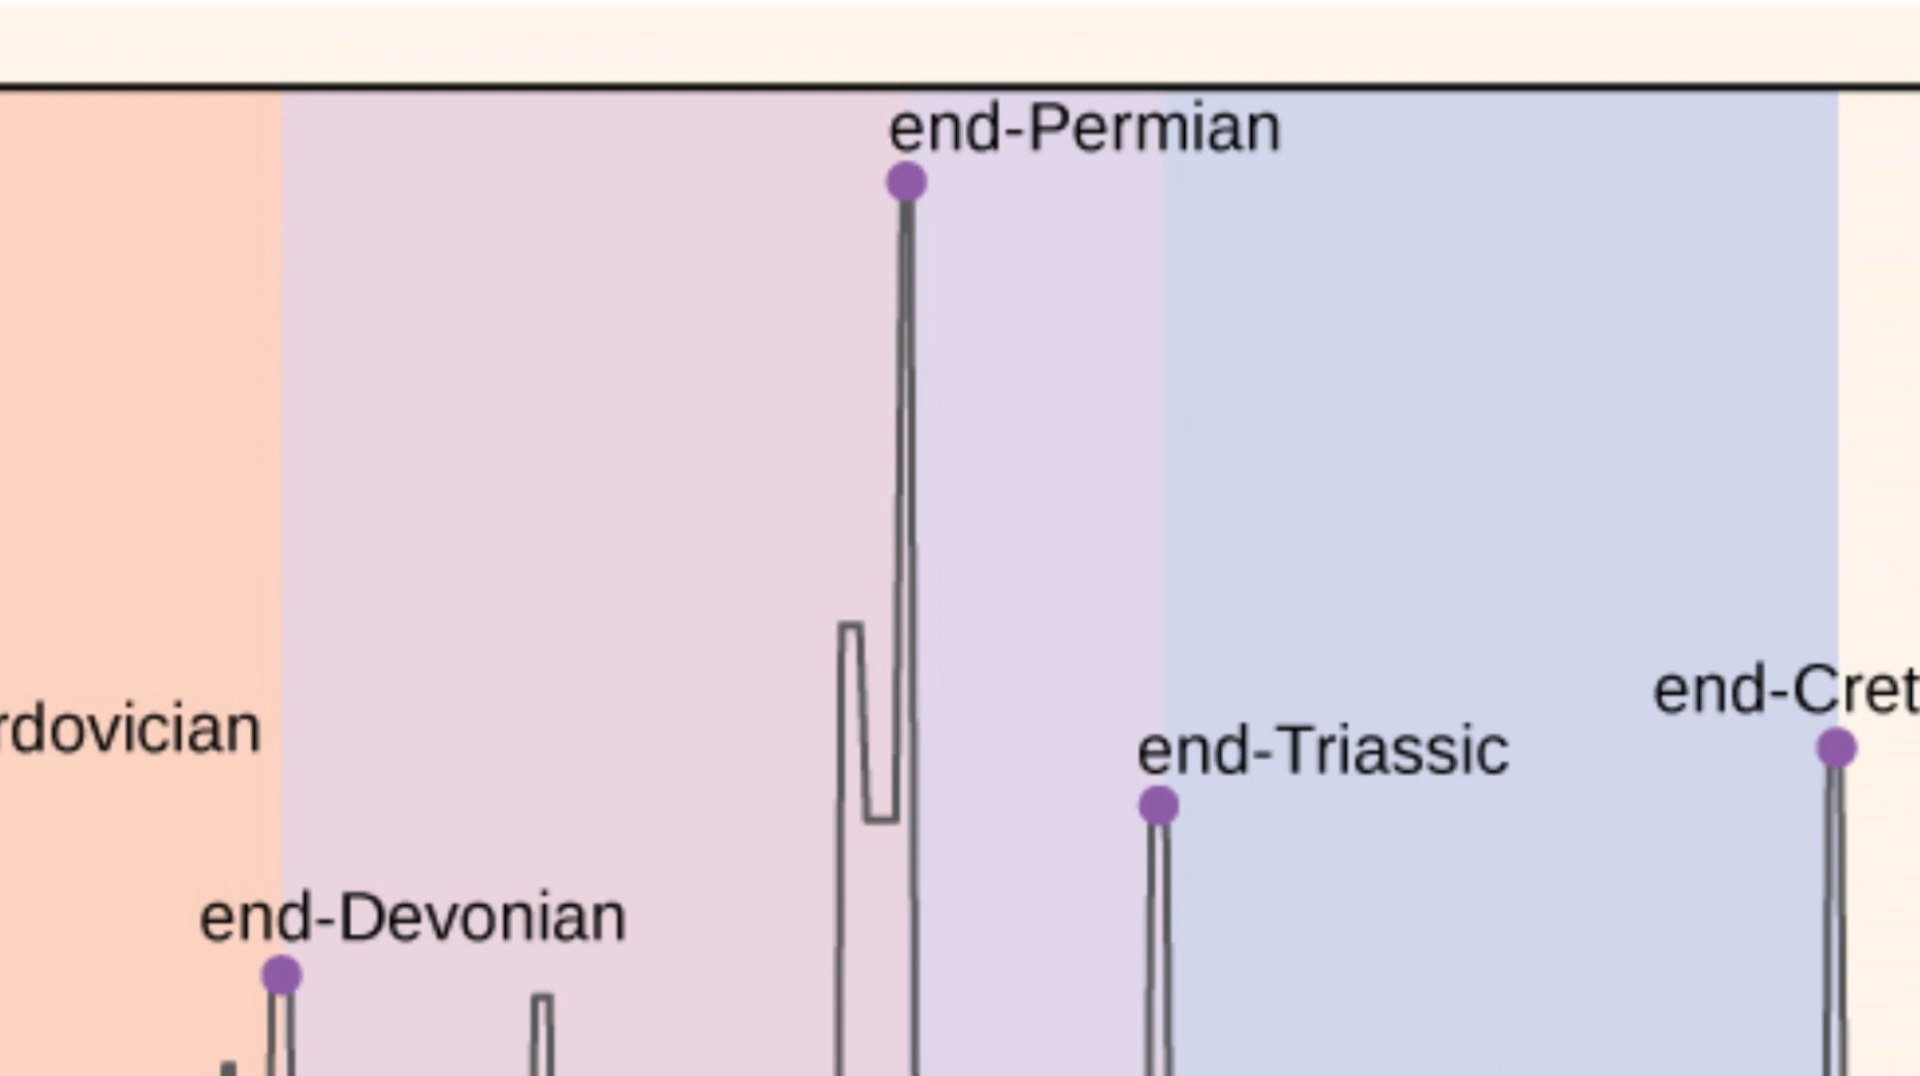 end-Permian
end-Cret
rdovician
end-Triassic
end-Devonian